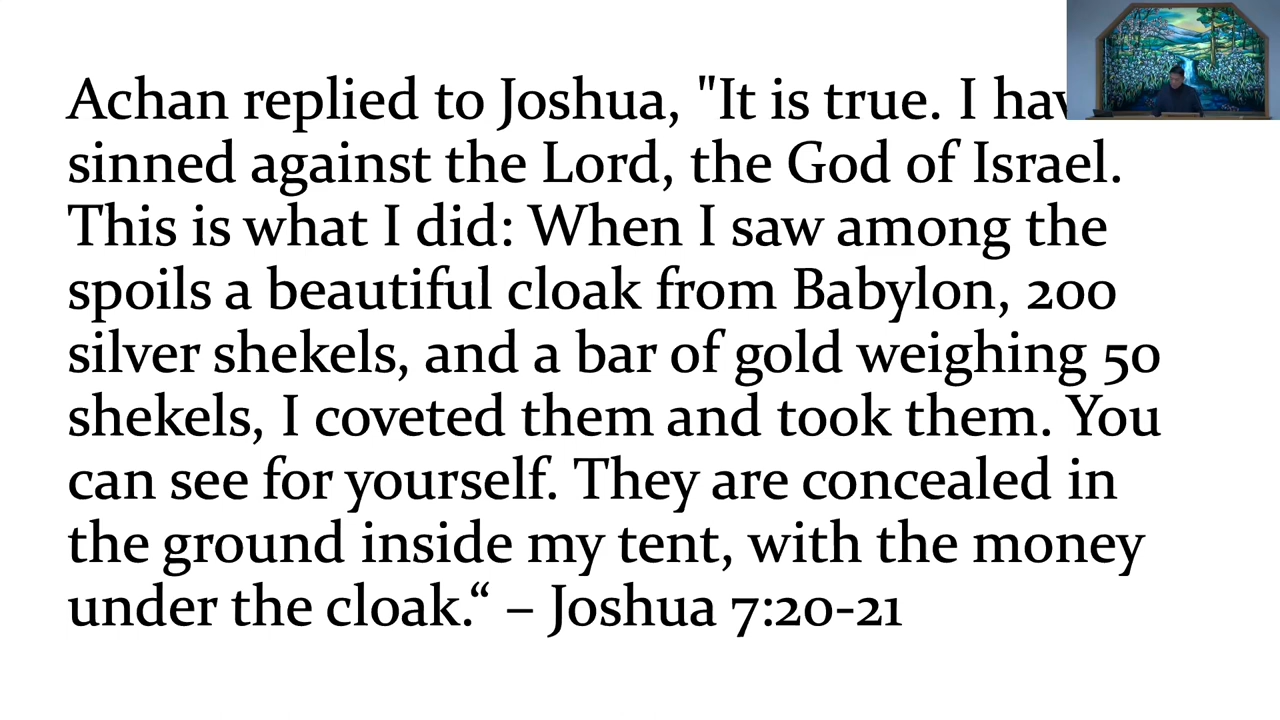 Achan replied to Joshua, "It is true. I hav
sinned against the Lord, the God of Israel.
This is what I did: When I saw among the
spoils a beautiful cloak from Babylon, 200
silver shekels, and a bar of gold weighing 50
shekels, I coveted them and took them. You
can see for yourself. They are concealed in
the ground inside my tent, with the money
under the cloak.“ – Joshua 7:20-21